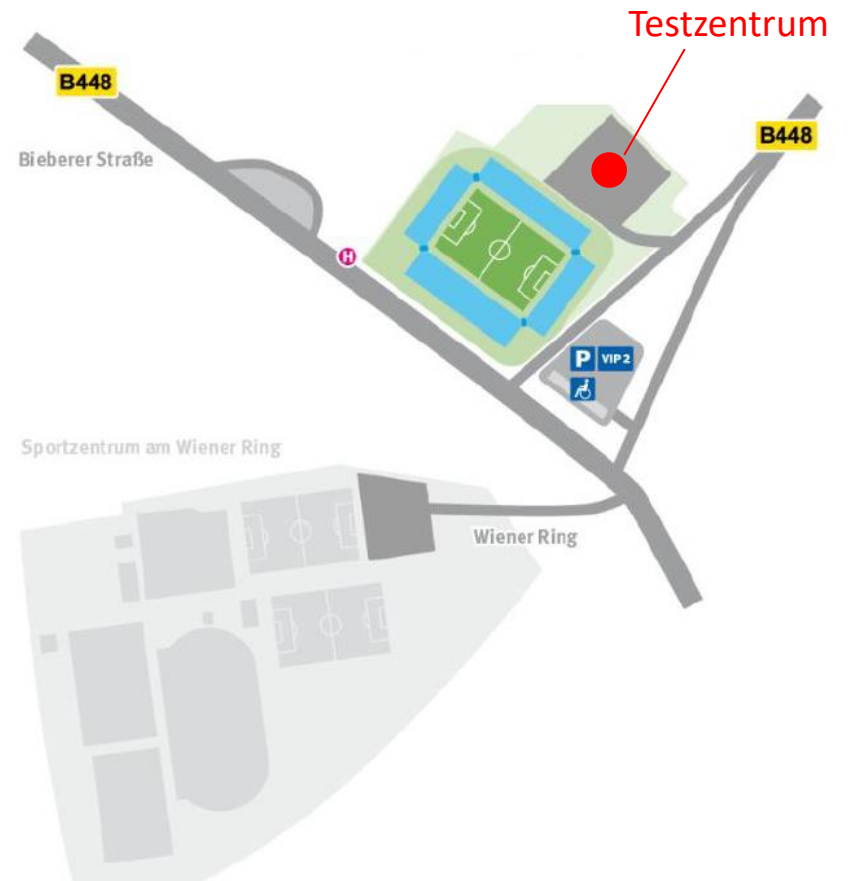 Testzentrum
B448
B448
Bieberer Straße
H
P VIP 2
Sportzentrum am Wiener Ring
Wiener Ring